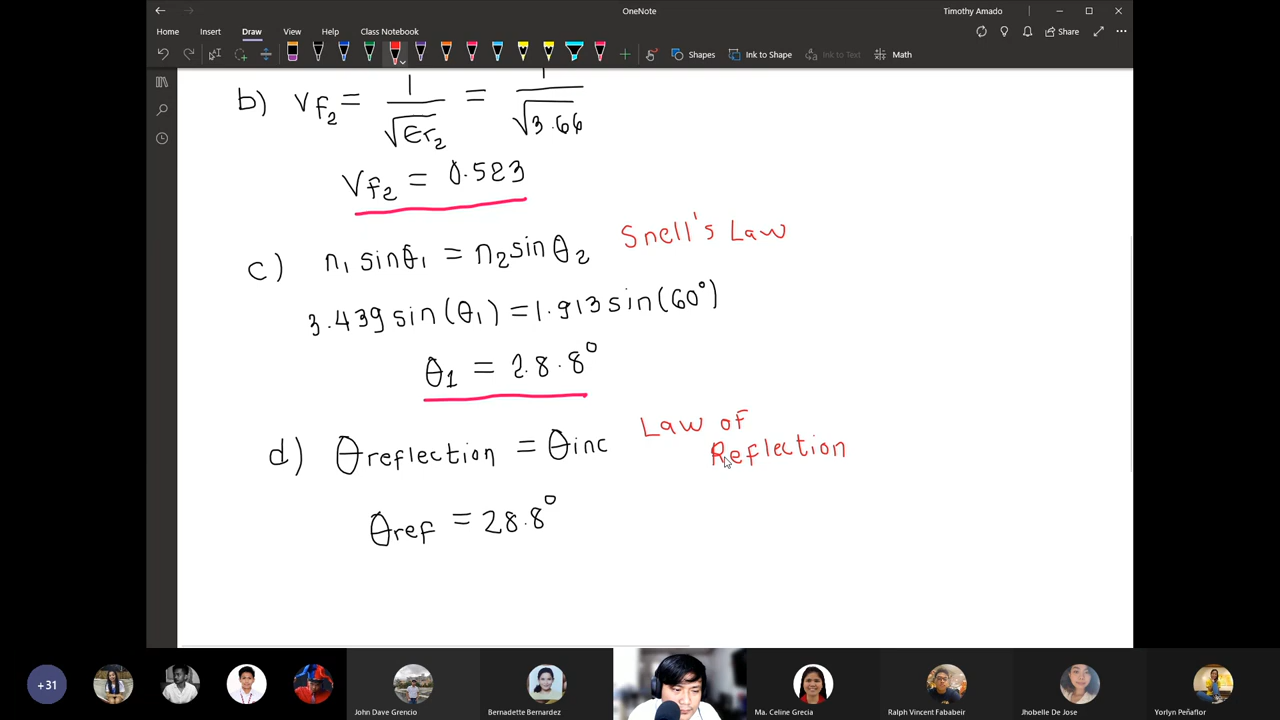 OneNote
Timothy Amado
Home Insert Draw View Help Class Notebook
Share
Shapes Ink to Shape Ink to Text Math
b) Vf2 = 1/√Er2 = 1/√3.66
Vf2 = 0.523
c) n1 sinθ1 = n2 sin θ2 Snell's Law
3.439 sin(θ1) = 1.913 sin(60°)
θ1 = 28.8°
d) θreflection = θinc Law of
Reflection
θref = 28.8°
+31
John Dave Grencio
Bernadette Bernardez
Ma. Celine Grecia
Ralph Vincent Fababeir
Jhobelle De Jose
Yorlyn Peñaflor